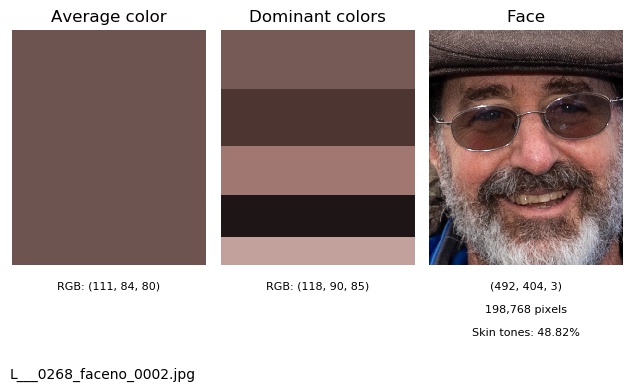 Average color
Dominant colors
Face
RGB: (111, 84, 80)
RGB: (118, 90, 85)
(492, 404, 3)
198,768 pixels
Skin tones: 48.82%
L___0268_faceno_0002.jpg